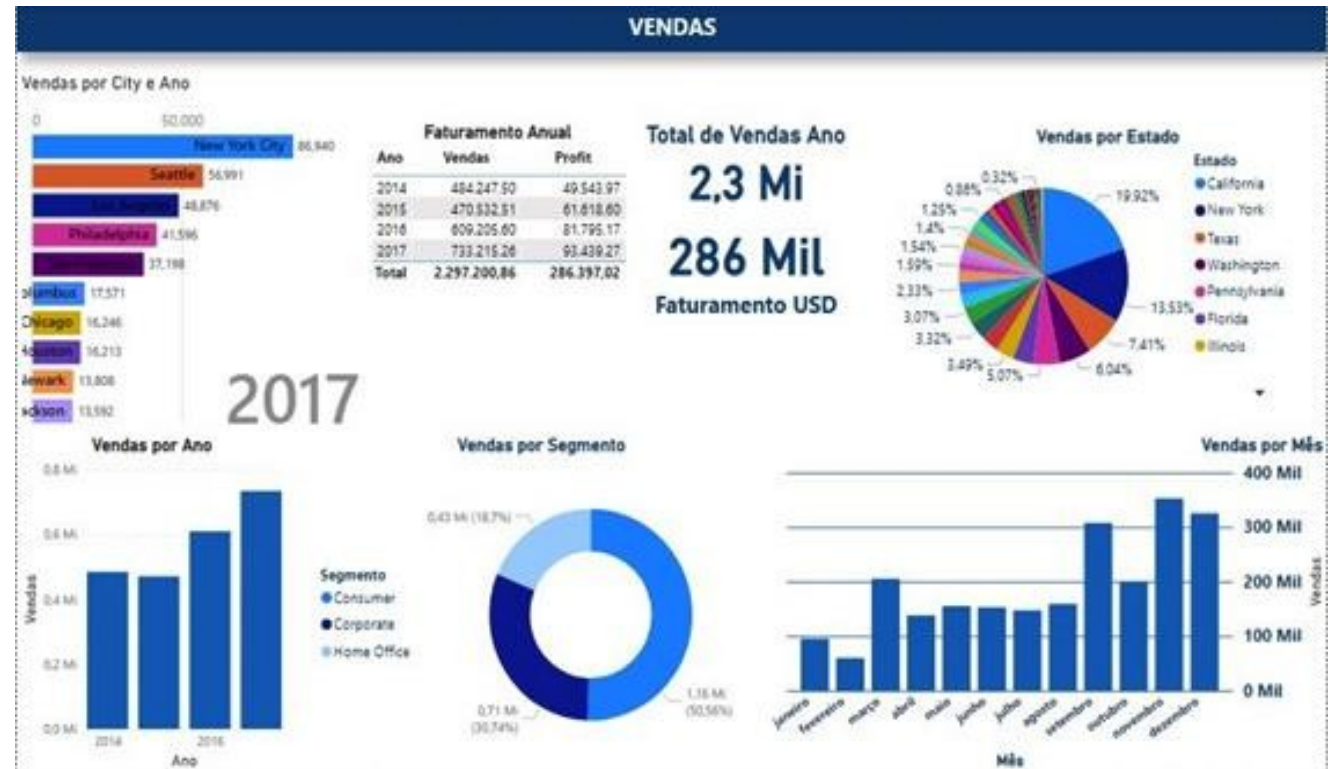 VENDAS
Vendas por City e Ano
0 50.000
New York City 86,940
Seattle 56,991
Los Angeles 48,876
Philadelphia 41,596
37,198
olumbus 17,571
Chicago 16,246
Houston 16,213
Newark 13,808
ackson 13,592
2017
Faturamento Anual
Ano Vendas Profit
2014 484.247,50 49.543,97
2015 470.532,51 61.618,60
2016 609.205,60 81.795,17
2017 733.215,26 93.439,27
Total 2.297.200,86 286.397,02
Total de Vendas Ano
2,3 Mi
286 Mil
Faturamento USD
Vendas por Estado
0.32%
0.86%
1.25%
1.4%
1.54%
1.59%
2.33%
3.07%
3.32%
3.49%
5.07%
6.04%
7.41%
13.53%
19.92%
Estado
California
New York
Texas
Washington
Pennsylvania
Florida
Illinois
Vendas por Ano
0,8 Mi
0,6 Mi
0,4 Mi
0,2 Mi
0,0 Mi
Vendas
2014 2016
Ano
Vendas por Segmento
0,43 Mi (18,7%)
1,16 Mi
(50,56%)
0,71 Mi
(30,74%)
Segmento
Consumer
Corporate
Home Office
Vendas por Mês
400 Mil
300 Mil
200 Mil
100 Mil
0 Mil
Vendas
janeiro
fevereiro
março
abril
maio
junho
julho
agosto
setembro
outubro
novembro
dezembro
Mês